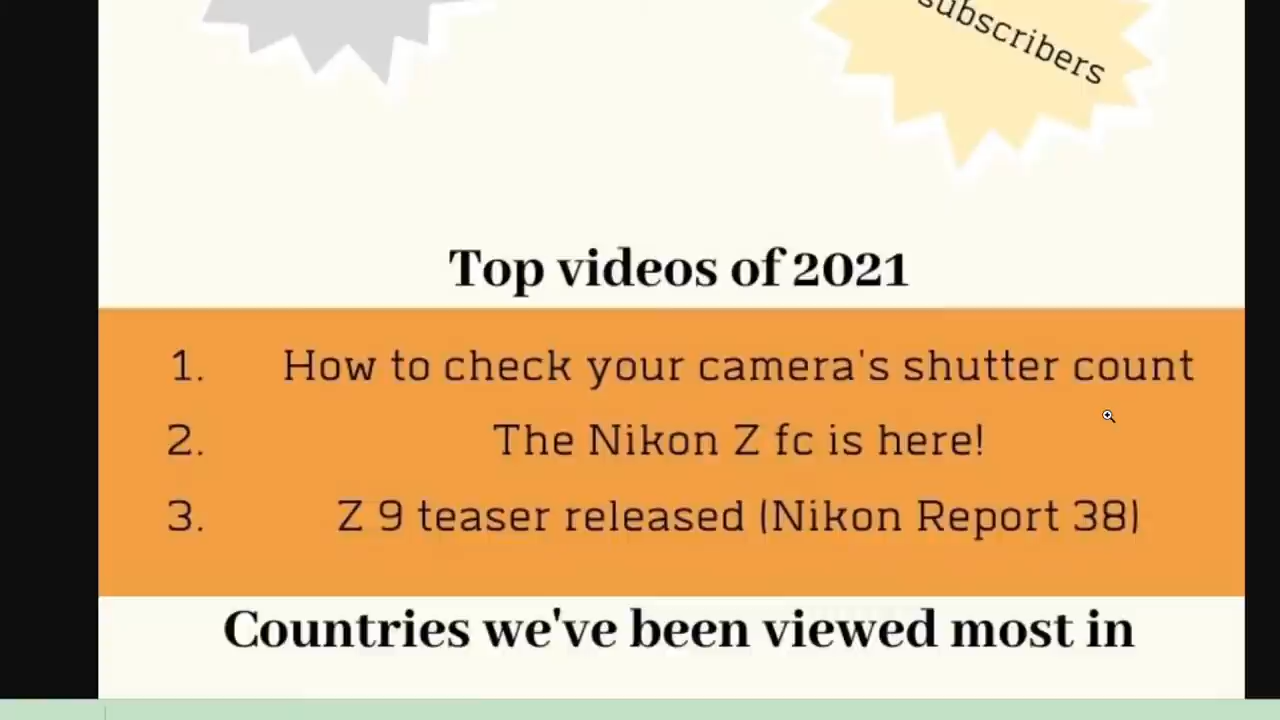 subscribers
Top videos of 2021
1. How to check your camera's shutter count
2. The Nikon Z fc is here!
3. Z 9 teaser released (Nikon Report 38)
Countries we've been viewed most in